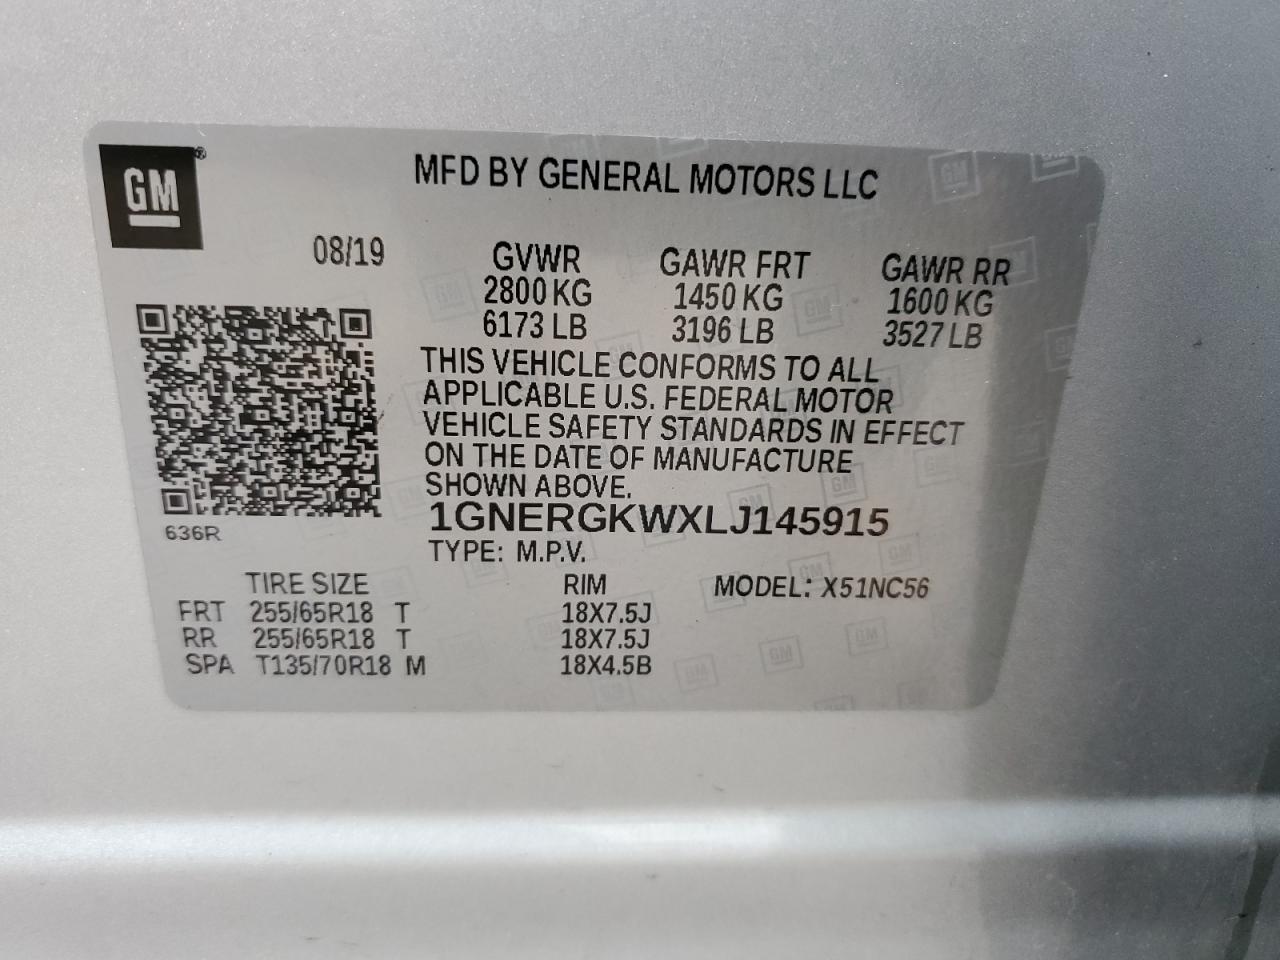 GM®
MFD BY GENERAL MOTORS LLC
08/19
GVWR GAWR FRT GAWR RR
2800 KG 1450 KG 1600 KG
6173 LB 3196 LB 3527 LB
THIS VEHICLE CONFORMS TO ALL
APPLICABLE U.S. FEDERAL MOTOR
VEHICLE SAFETY STANDARDS IN EFFECT
ON THE DATE OF MANUFACTURE
SHOWN ABOVE.
1GNERGKWXLJ145915
636R
TYPE: M.P.V.
TIRE SIZE RIM MODEL: X51NC56
FRT 255/65R18 T 18X7.5J
RR 255/65R18 T 18X7.5J
SPA T135/70R18 M 18X4.5B